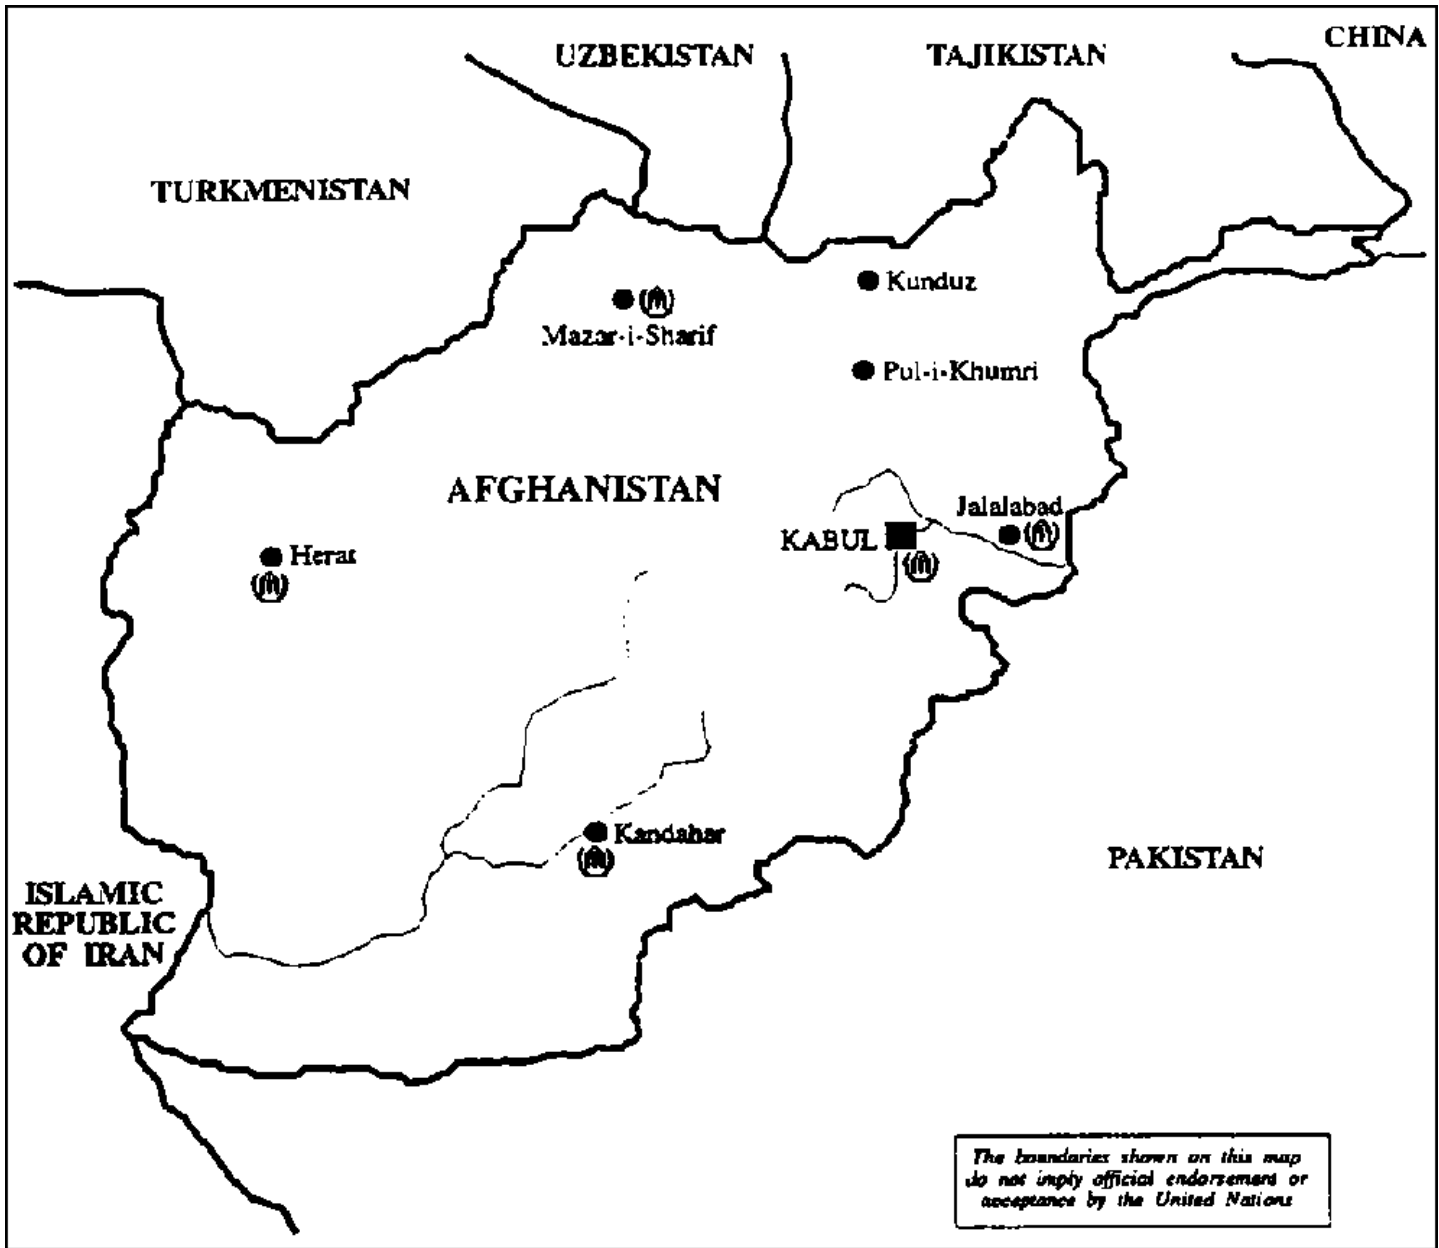 CHINA
UZBEKISTAN
TAJIKISTAN
TURKMENISTAN
Kunduz
Mazar-i-Sharif
Pul-i-Khumri
AFGHANISTAN
Jalalabad
KABUL
Herat
Kandahar
PAKISTAN
ISLAMIC
REPUBLIC
OF IRAN
The boundaries shown on this map
do not imply official endorsement or
acceptance by the United Nations